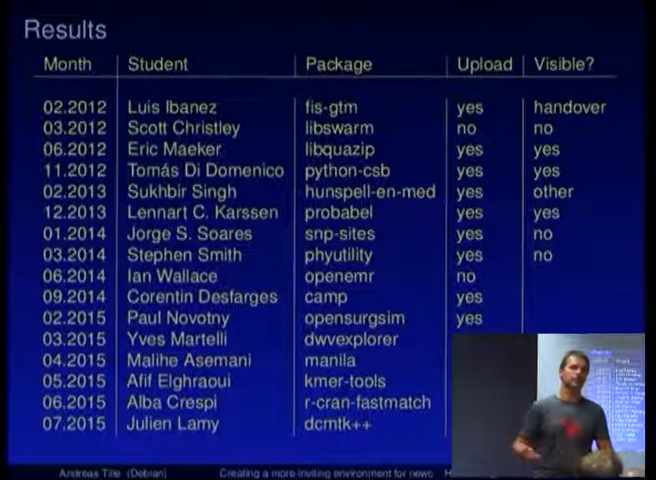 Results
Month Student Package Upload Visible?
02.2012 Luis Ibanez fis-gtm yes handover
03.2012 Scott Christley libswarm no no
06.2012 Eric Maeker libquazip yes yes
11.2012 Tomás Di Domenico python-csb yes yes
02.2013 Sukhbir Singh hunspell-en-med yes other
12.2013 Lennart C. Karssen probabel yes yes
01.2014 Jorge S. Soares snp-sites yes no
03.2014 Stephen Smith phyutility yes no
06.2014 Ian Wallace openemr no
09.2014 Corentin Desfarges camp yes
02.2015 Paul Novotny opensurgsim yes
03.2015 Yves Martelli dwvexplorer
04.2015 Malihe Asemani manila
05.2015 Afif Elghraoui kmer-tools
06.2015 Alba Crespi r-cran-fastmatch
07.2015 Julien Lamy dcmtk++
Andreas Tille (Debian) Creating a more inviting environment for newc